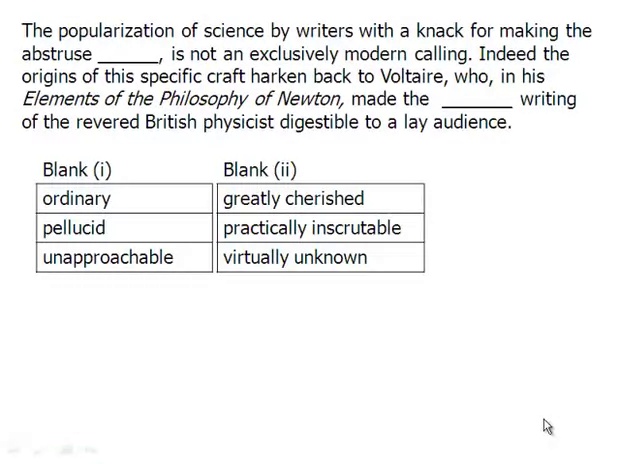 The popularization of science by writers with a knack for making the
abstruse ______, is not an exclusively modern calling. Indeed the
origins of this specific craft harken back to Voltaire, who, in his
Elements of the Philosophy of Newton, made the _______ writing
of the revered British physicist digestible to a lay audience.
Blank (i) Blank (ii)
ordinary greatly cherished
pellucid practically inscrutable
unapproachable virtually unknown